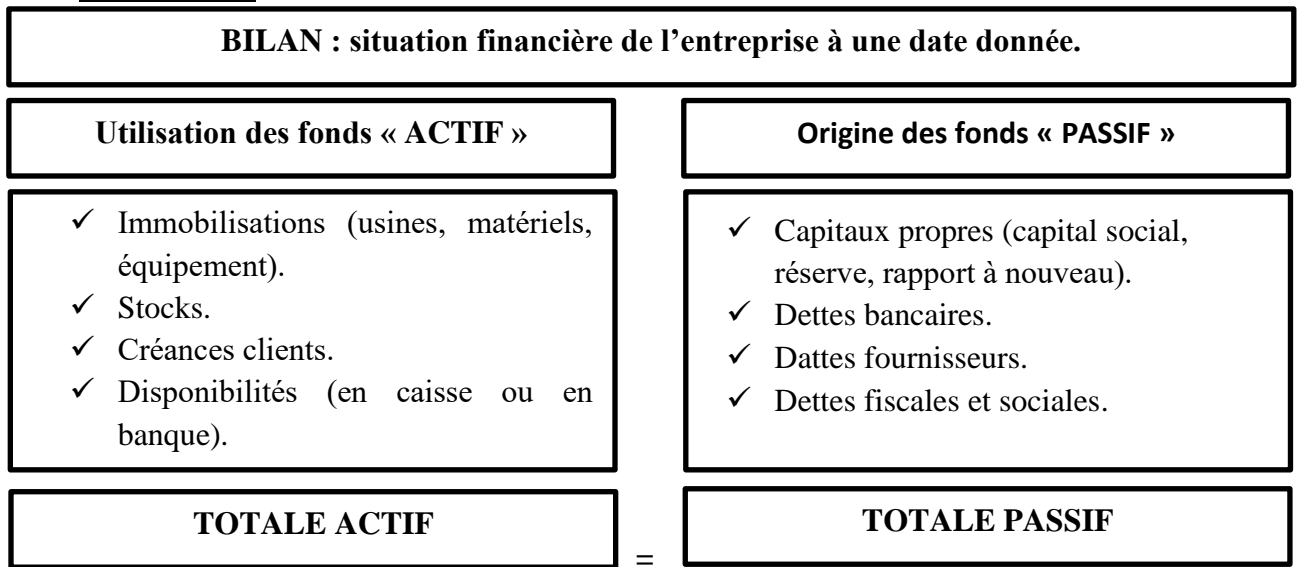 BILAN : situation financière de l’entreprise à une date donnée.
Utilisation des fonds « ACTIF »
✓ Immobilisations (usines, matériels,
équipement).
✓ Stocks.
✓ Créances clients.
✓ Disponibilités (en caisse ou en
banque).
TOTALE ACTIF
=
Origine des fonds « PASSIF »
✓ Capitaux propres (capital social,
réserve, rapport à nouveau).
✓ Dettes bancaires.
✓ Dattes fournisseurs.
✓ Dettes fiscales et sociales.
TOTALE PASSIF